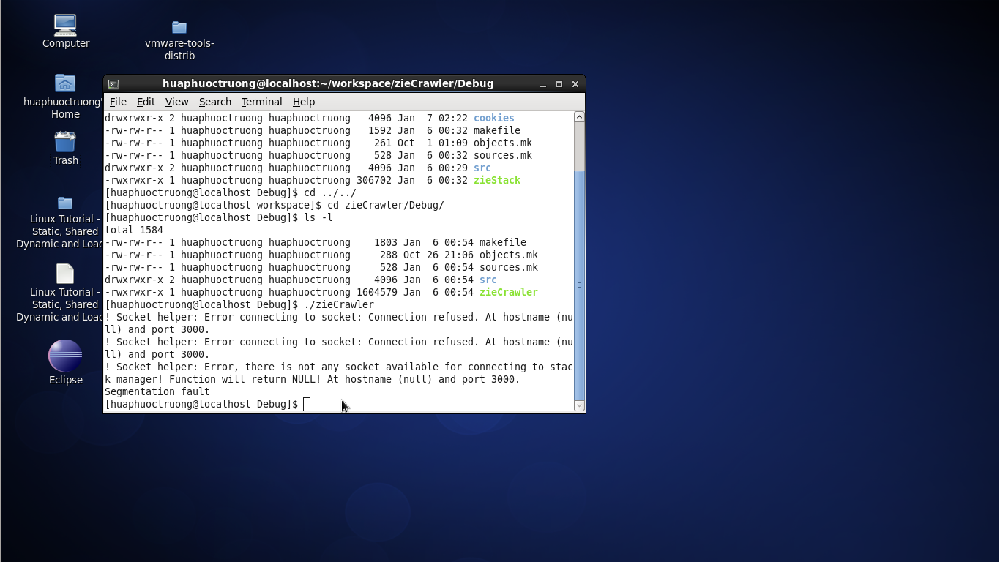 Computer
vmware-tools-
distrib
huaphuoctruong'
Home
Trash
Linux Tutorial -
Static, Shared
Dynamic and Loac
Linux Tutorial -
Static, Shared
Dynamic and Loac
Eclipse
huaphuoctruong@localhost:~/workspace/zieCrawler/Debug
File Edit View Search Terminal Help
drwxrwxr-x 2 huaphuoctruong huaphuoctruong   4096 Jan  7 02:22 cookies
-rw-rw-r-- 1 huaphuoctruong huaphuoctruong   1592 Jan  6 00:32 makefile
-rw-rw-r-- 1 huaphuoctruong huaphuoctruong    261 Oct  1 01:09 objects.mk
-rw-rw-r-- 1 huaphuoctruong huaphuoctruong    528 Jan  6 00:32 sources.mk
drwxrwxr-x 2 huaphuoctruong huaphuoctruong   4096 Jan  6 00:29 src
-rwxrwxr-x 1 huaphuoctruong huaphuoctruong 306702 Jan  6 00:32 zieStack
[huaphuoctruong@localhost Debug]$ cd ../../
[huaphuoctruong@localhost workspace]$ cd zieCrawler/Debug/
[huaphuoctruong@localhost Debug]$ ls -l
total 1584
-rw-rw-r-- 1 huaphuoctruong huaphuoctruong    1803 Jan  6 00:54 makefile
-rw-rw-r-- 1 huaphuoctruong huaphuoctruong     288 Oct 26 21:06 objects.mk
-rw-rw-r-- 1 huaphuoctruong huaphuoctruong     528 Jan  6 00:54 sources.mk
drwxrwxr-x 2 huaphuoctruong huaphuoctruong    4096 Jan  6 00:54 src
-rwxrwxr-x 1 huaphuoctruong huaphuoctruong 1604579 Jan  6 00:54 zieCrawler
[huaphuoctruong@localhost Debug]$ ./zieCrawler
! Socket helper: Error connecting to socket: Connection refused. At hostname (nu
ll) and port 3000.
! Socket helper: Error connecting to socket: Connection refused. At hostname (nu
ll) and port 3000.
! Socket helper: Error, there is not any socket available for connecting to stac
k manager! Function will return NULL! At hostname (null) and port 3000.
Segmentation fault
[huaphuoctruong@localhost Debug]$